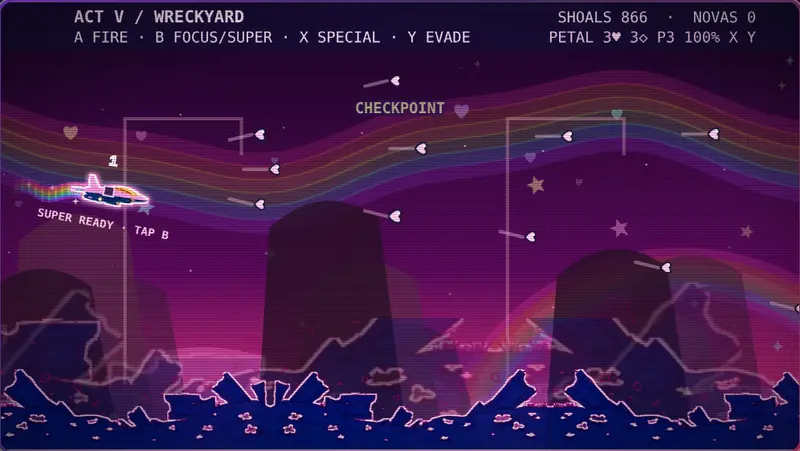 ACT V / WRECKYARD
SHOALS 866 · NOVAS 0
A FIRE · B FOCUS/SUPER · X SPECIAL · Y EVADE
PETAL 3♥ 3◇ P3 100% X Y
CHECKPOINT
1
SUPER READY · TAP B